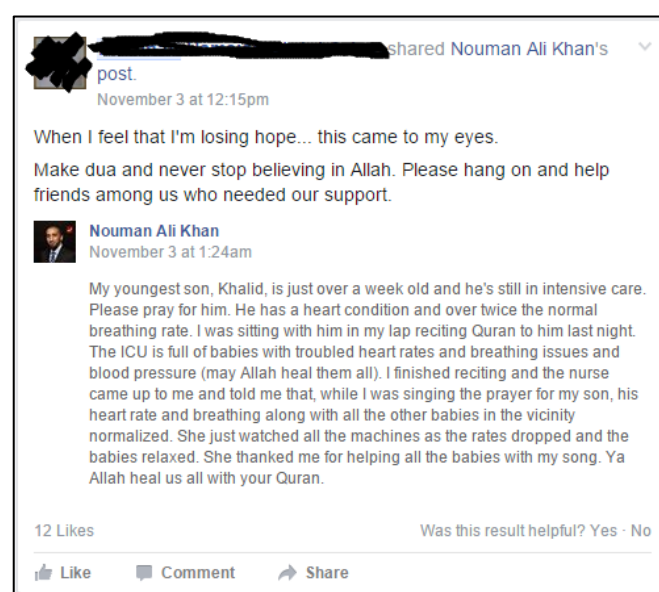 shared Nouman Ali Khan's
post.
November 3 at 12:15pm
When I feel that I'm losing hope... this came to my eyes.
Make dua and never stop believing in Allah. Please hang on and help
friends among us who needed our support.
Nouman Ali Khan
November 3 at 1:24am
My youngest son, Khalid, is just over a week old and he's still in intensive care.
Please pray for him. He has a heart condition and over twice the normal
breathing rate. I was sitting with him in my lap reciting Quran to him last night.
The ICU is full of babies with troubled heart rates and breathing issues and
blood pressure (may Allah heal them all). I finished reciting and the nurse
came up to me and told me that, while I was singing the prayer for my son, his
heart rate and breathing along with all the other babies in the vicinity
normalized. She just watched all the machines as the rates dropped and the
babies relaxed. She thanked me for helping all the babies with my song. Ya
Allah heal us all with your Quran.
12 Likes Was this result helpful? Yes · No
Like Comment Share